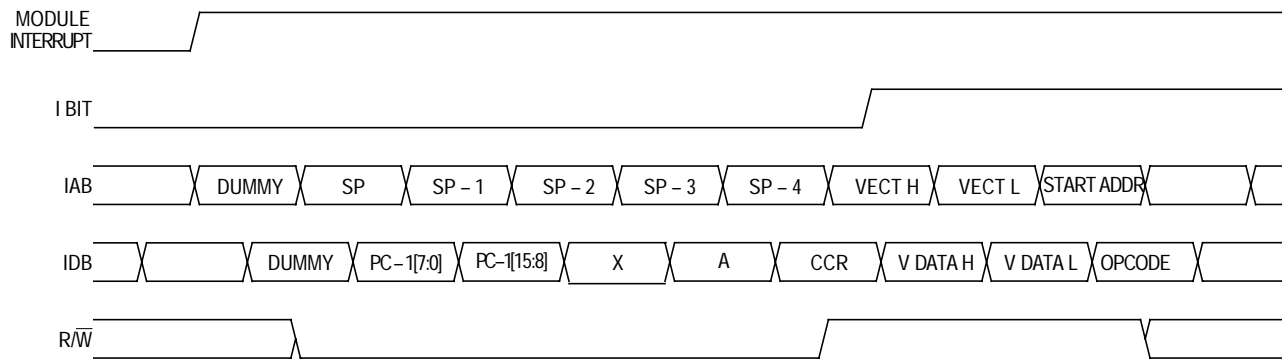 MODULE
INTERRUPT
I BIT
IAB DUMMY SP SP – 1 SP – 2 SP – 3 SP – 4 VECT H VECT L START ADDR
IDB DUMMY PC – 1[7:0] PC–1[15:8] X A CCR V DATA H V DATA L OPCODE
R/W̅